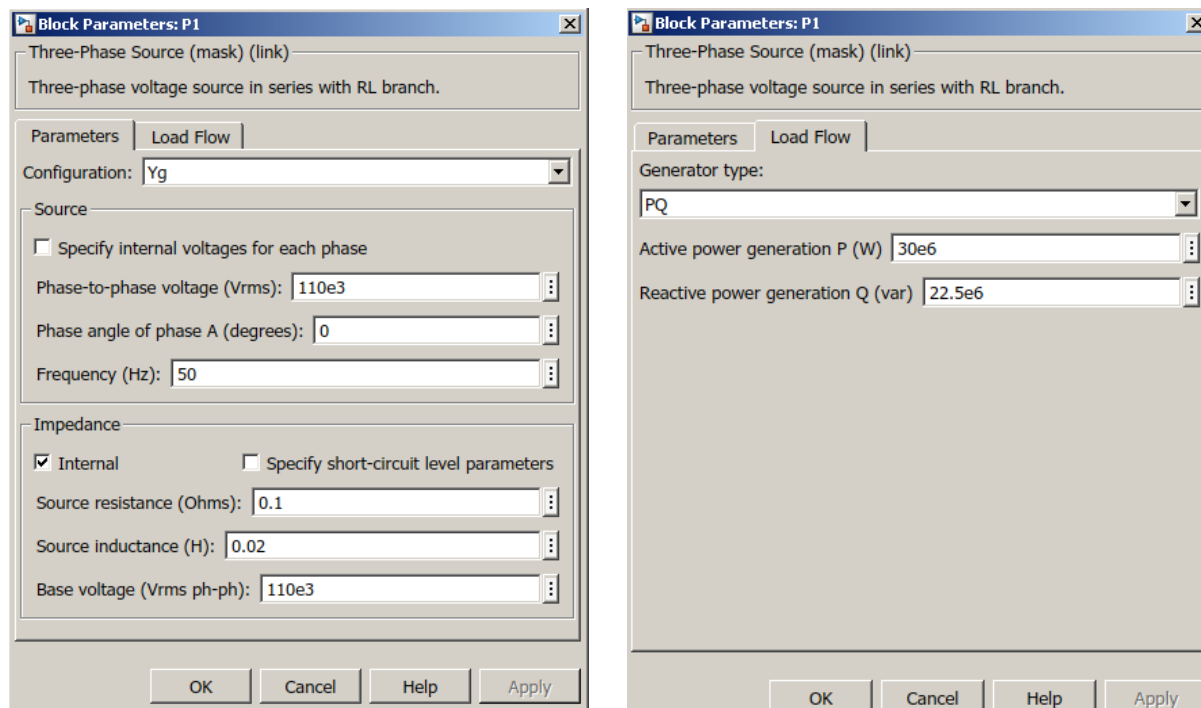 Block Parameters: P1
Three-Phase Source (mask) (link)
Three-phase voltage source in series with RL branch.
Parameters
Load Flow
Configuration: Yg
Source
Specify internal voltages for each phase
Phase-to-phase voltage (Vrms): 110e3
Phase angle of phase A (degrees): 0
Frequency (Hz): 50
Impedance
Internal
Specify short-circuit level parameters
Source resistance (Ohms): 0.1
Source inductance (H): 0.02
Base voltage (Vrms ph-ph): 110e3
OK
Cancel
Help
Apply
Block Parameters: P1
Three-Phase Source (mask) (link)
Three-phase voltage source in series with RL branch.
Parameters
Load Flow
Generator type:
PQ
Active power generation P (W) 30e6
Reactive power generation Q (var) 22.5e6
OK
Cancel
Help
Apply